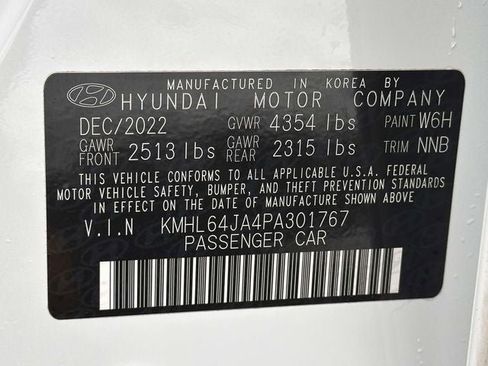 MANUFACTURED IN KOREA BY
HYUNDAI MOTOR COMPANY
DEC/2022 GVWR 4354 lbs PAINT W6H
GAWR FRONT 2513 lbs GAWR REAR 2315 lbs TRIM NNB
THIS VEHICLE CONFORMS TO ALL APPLICABLE U.S.A. FEDERAL
MOTOR VEHICLE SAFETY, BUMPER, AND THEFT PREVENTION STANDARDS
IN EFFECT ON THE DATE OF MANUFACTURE SHOWN ABOVE.
V.I.N KMHL64JA4PA301767
PASSENGER CAR